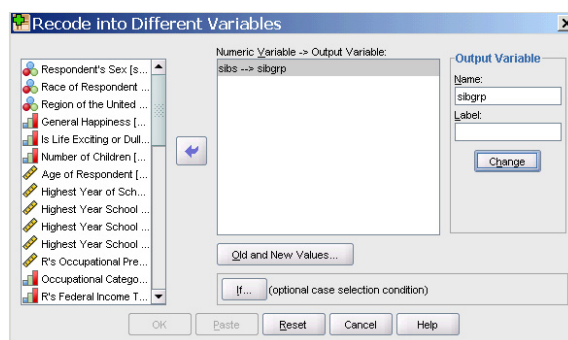 Recode into Different Variables
Numeric Variable -> Output Variable:
sibs --> sibgrp
Respondent's Sex [s...
Race of Respondent ...
Region of the United ...
General Happiness [...
Is Life Exciting or Dull...
Number of Children [...
Age of Respondent [...
Highest Year of Sch...
Highest Year School ...
Highest Year School ...
Highest Year School ...
R's Occupational Pre...
Occupational Catego...
R's Federal Income T...
Output Variable
Name:
sibgrp
Label:
Change
Old and New Values...
If... (optional case selection condition)
OK Paste Reset Cancel Help